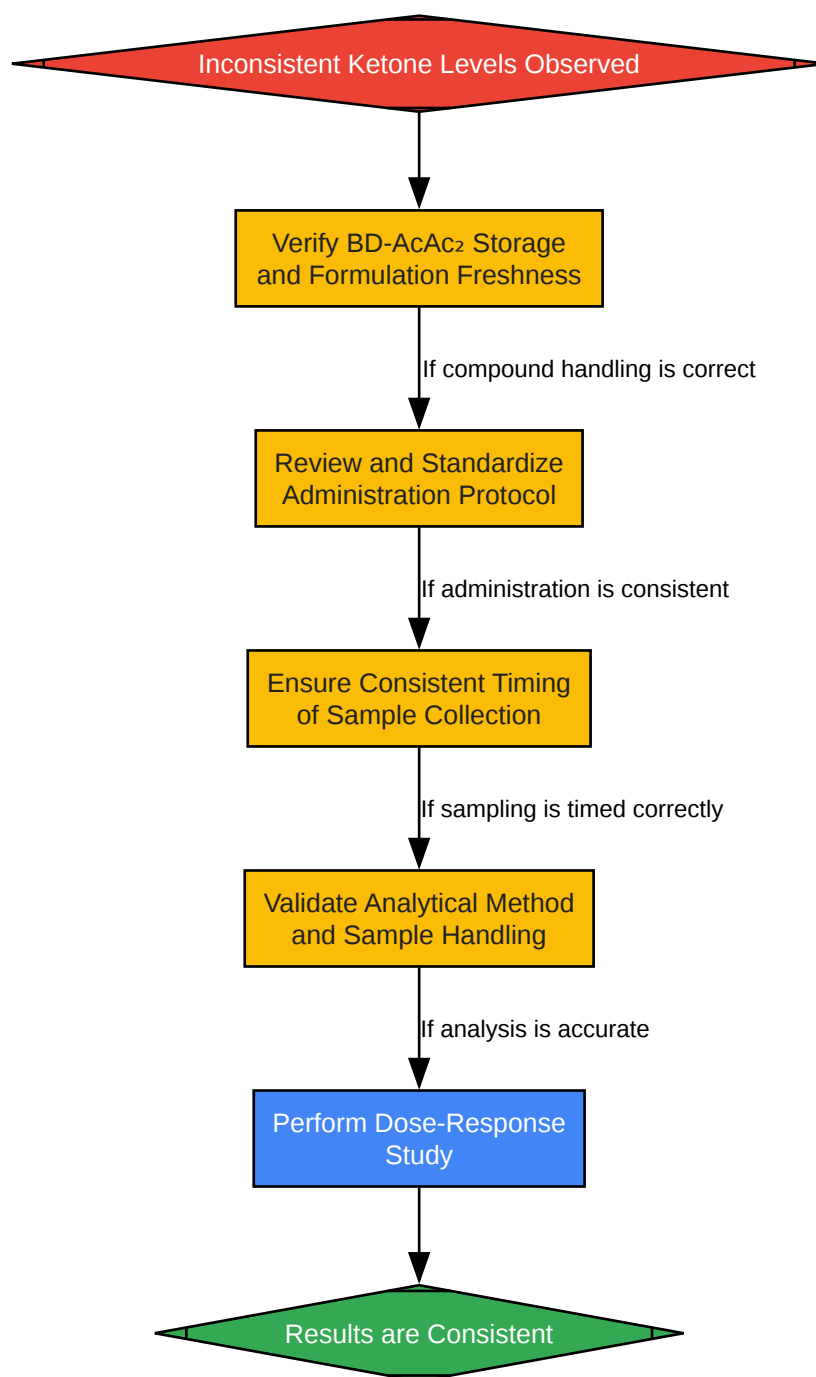 Inconsistent Ketone Levels Observed
Verify BD-AcAc₂ Storage
and Formulation Freshness
If compound handling is correct
Review and Standardize
Administration Protocol
If administration is consistent
Ensure Consistent Timing
of Sample Collection
If sampling is timed correctly
Validate Analytical Method
and Sample Handling
If analysis is accurate
Perform Dose-Response
Study
Results are Consistent